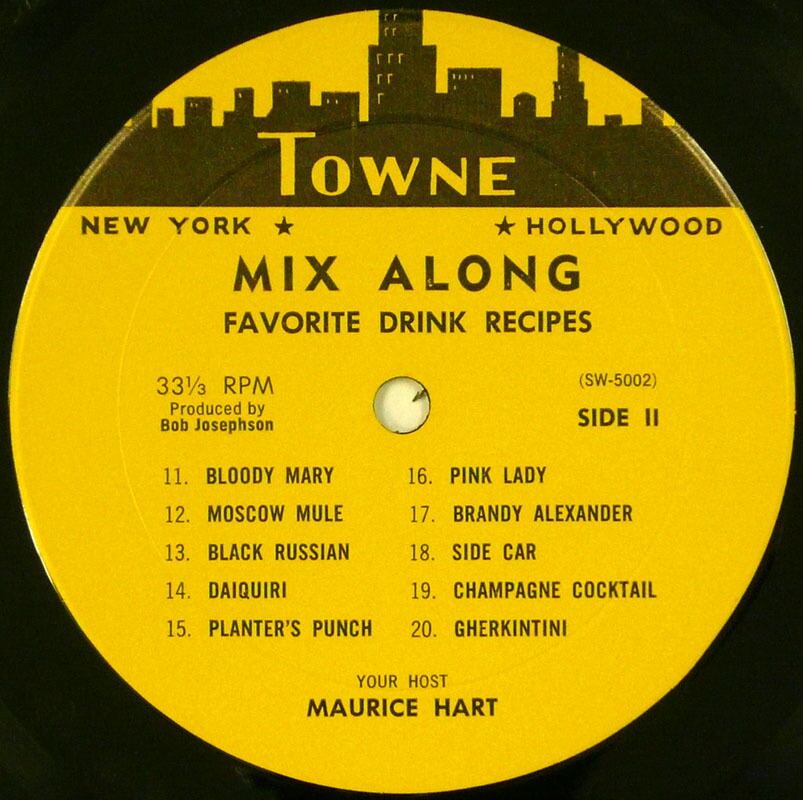 TOWNE
NEW YORK ★ ★ HOLLYWOOD
MIX ALONG
FAVORITE DRINK RECIPES
33⅓ RPM
Produced by
Bob Josephson
(SW-5002)
SIDE II
11. BLOODY MARY
12. MOSCOW MULE
13. BLACK RUSSIAN
14. DAIQUIRI
15. PLANTER'S PUNCH
16. PINK LADY
17. BRANDY ALEXANDER
18. SIDE CAR
19. CHAMPAGNE COCKTAIL
20. GHERKINTINI
YOUR HOST
MAURICE HART